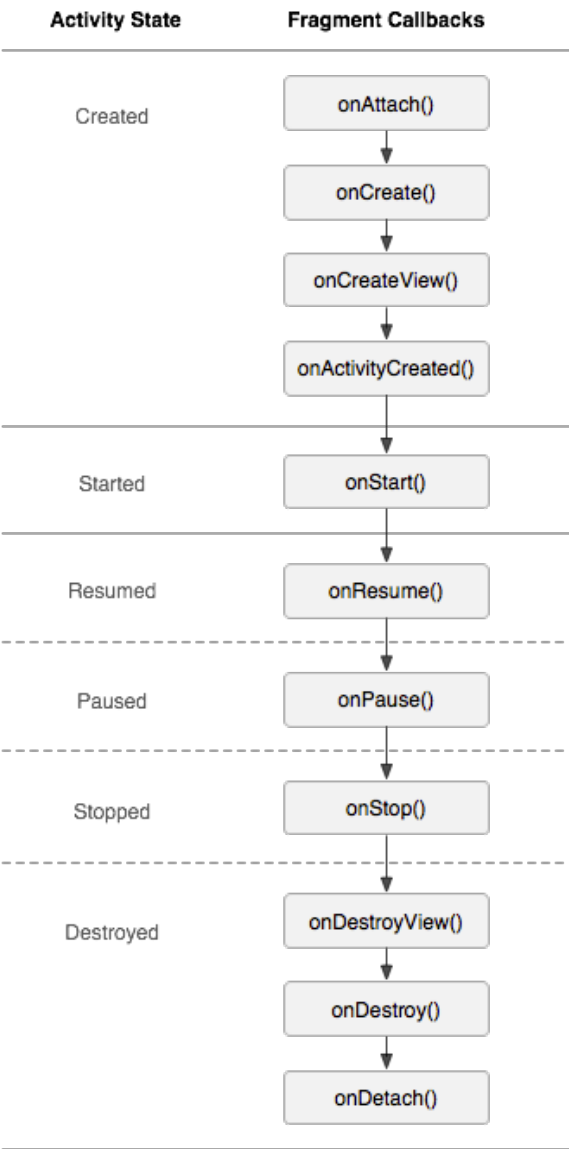 Activity State Fragment Callbacks
Created
onAttach()
onCreate()
onCreateView()
onActivityCreated()
Started
onStart()
Resumed
onResume()
Paused
onPause()
Stopped
onStop()
Destroyed
onDestroyView()
onDestroy()
onDetach()